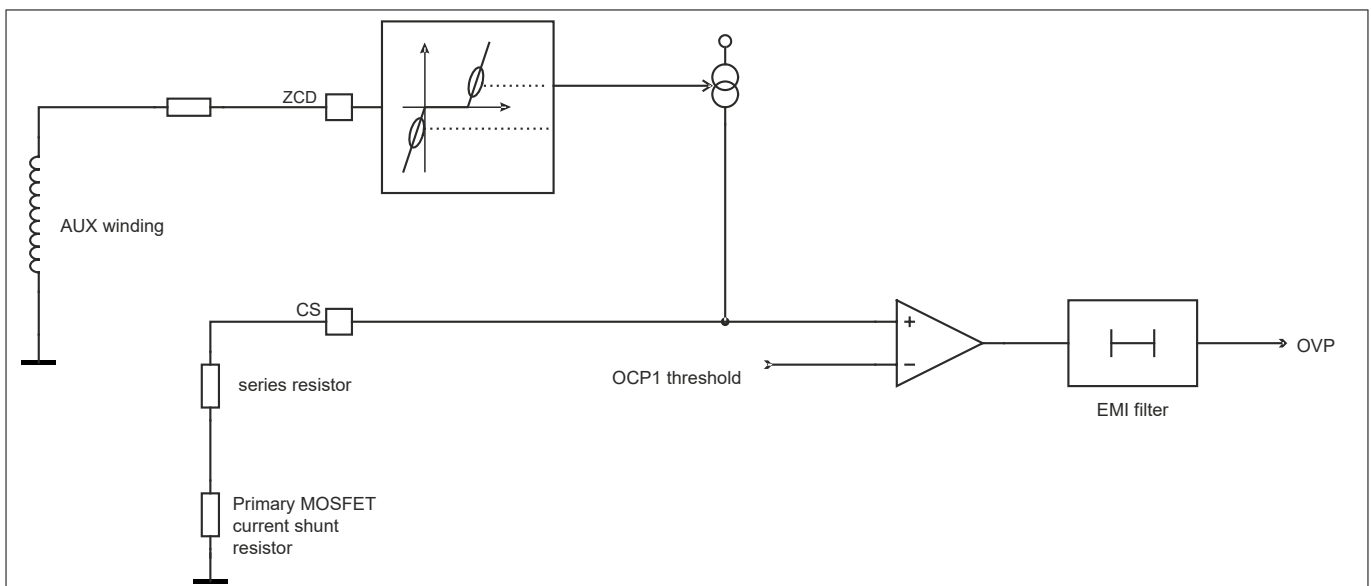 ZCD
AUX winding
CS
+
−
OCP1 threshold
OVP
series resistor
EMI filter
Primary MOSFET
current shunt
resistor